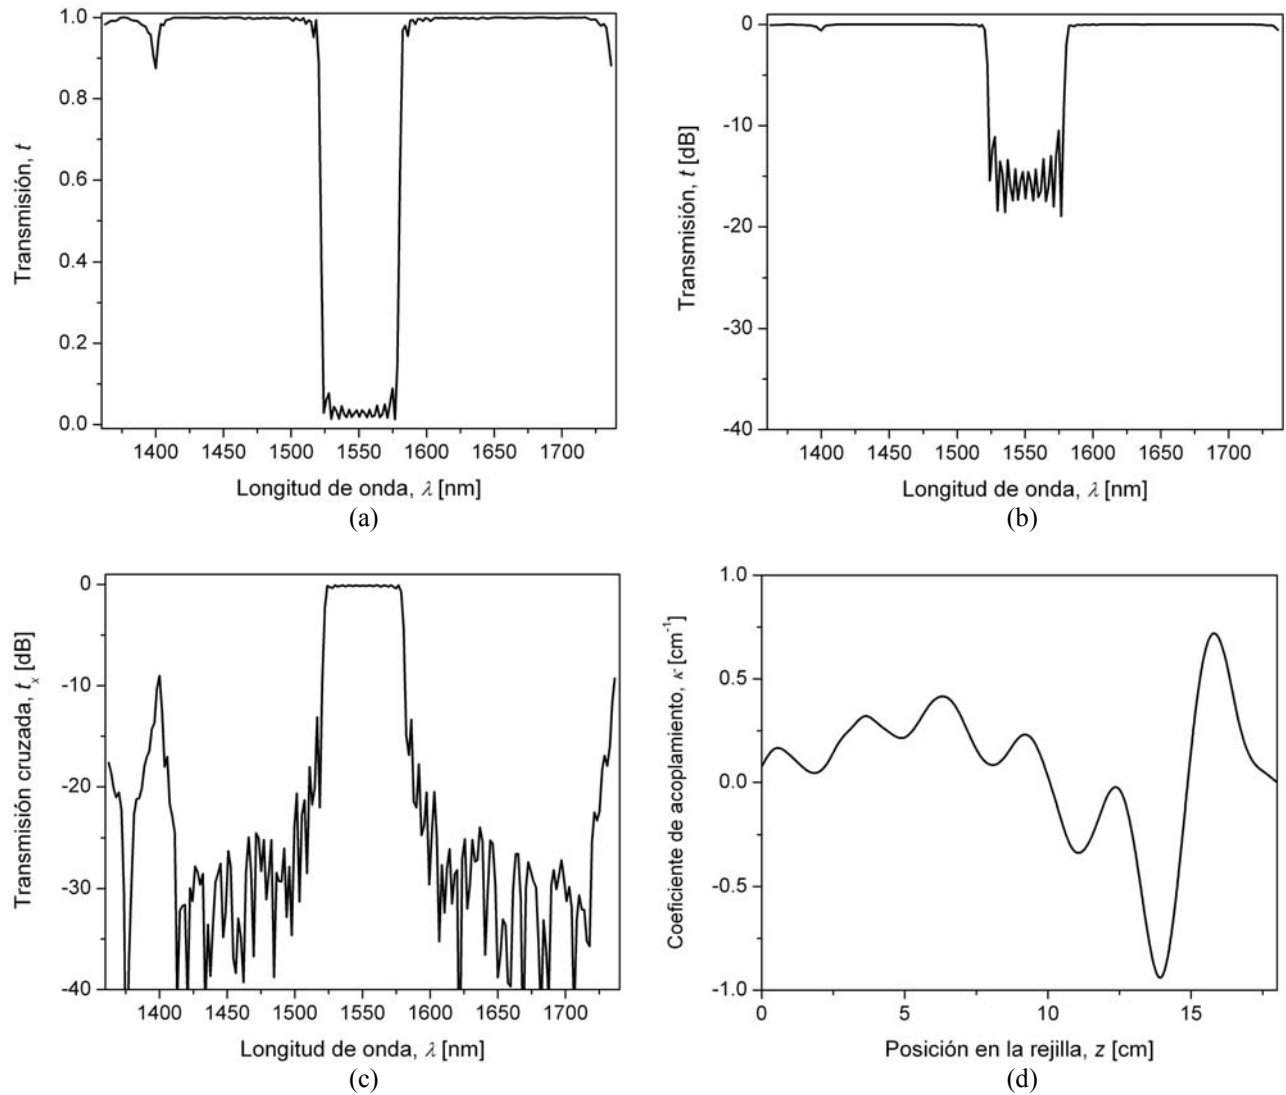 1.0
0.8
0.6
0.4
0.2
0.0
Transmisión, t
1400 1450 1500 1550 1600 1650 1700
Longitud de onda, λ [nm]
(a)
0
-10
-20
-30
-40
Transmisión, t [dB]
1400 1450 1500 1550 1600 1650 1700
Longitud de onda, λ [nm]
(b)
0
-10
-20
-30
-40
Transmisión cruzada, tx [dB]
1400 1450 1500 1550 1600 1650 1700
Longitud de onda, λ [nm]
(c)
1.0
0.5
0.0
-0.5
-1.0
Coeficiente de acoplamiento, κ [cm-1]
0 5 10 15
Posición en la rejilla, z [cm]
(d)